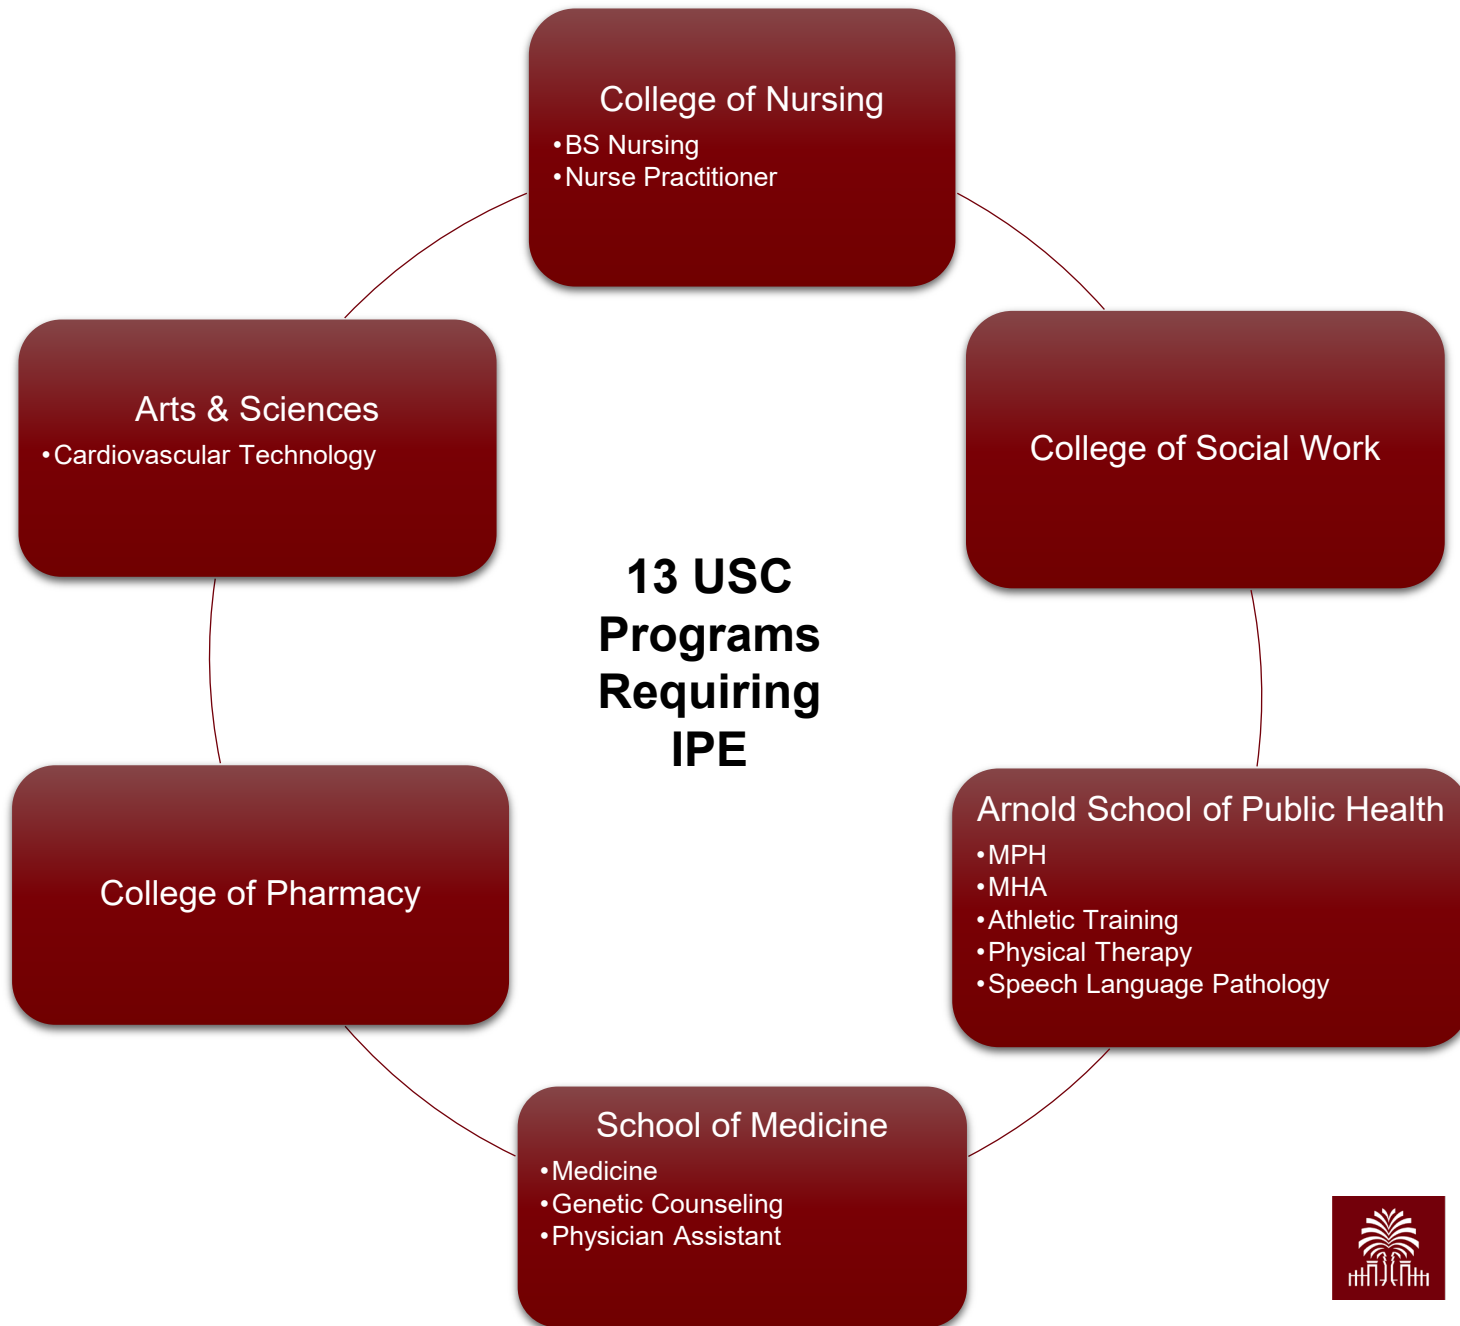 College of Nursing
•BS Nursing
•Nurse Practitioner
College of Social Work
Arnold School of Public Health
•MPH
•MHA
•Athletic Training
•Physical Therapy
•Speech Language Pathology
School of Medicine
•Medicine
•Genetic Counseling
•Physician Assistant
College of Pharmacy
Arts & Sciences
•Cardiovascular Technology
13 USC
Programs
Requiring
IPE